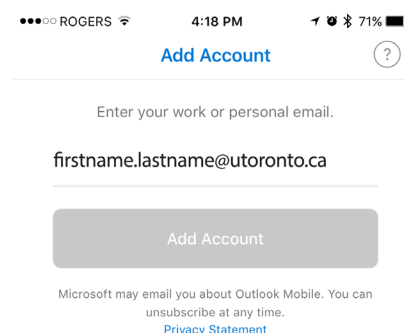 ROGERS 4:18 PM 71%
Add Account ?
Enter your work or personal email.
firstname.lastname@utoronto.ca
Add Account
Microsoft may email you about Outlook Mobile. You can
unsubscribe at any time.
Privacy Statement